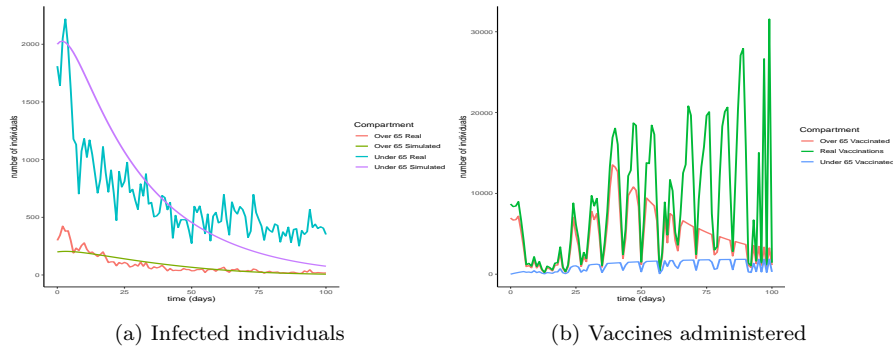 2000
1500
1000
500
0
number of individuals
0
25
50
75
100
time (days)
Compartment
Over 65 Real
Over 65 Simulated
Under 65 Real
Under 65 Simulated
(a) Infected individuals
30000
20000
10000
0
number of individuals
0
25
50
75
100
time (days)
Compartment
Over 65 Vaccinated
Real Vaccinations
Under 65 Vaccinated
(b) Vaccines administered